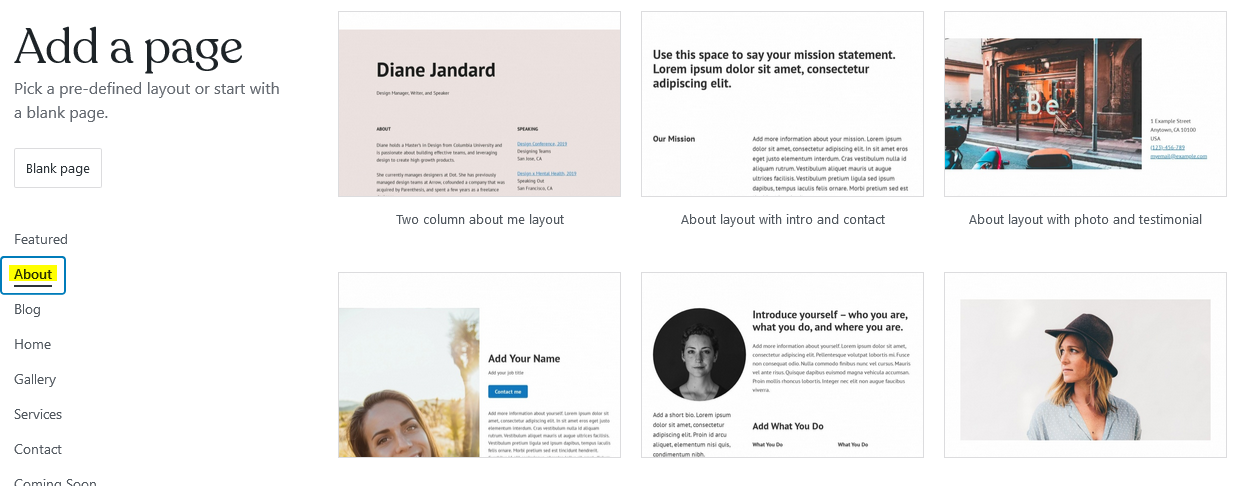 Add a page
Pick a pre-defined layout or start with
a blank page.
Blank page
Featured
About
Blog
Home
Gallery
Services
Contact
Coming Soon
Diane Jandard
Design Manager, Writer, and Speaker
ABOUT
Diane holds a Master's in Design from Columbia University and
is passionate about building effective teams, and leveraging
design to create high growth products.
She currently manages designers at Dot. She has previously
managed design teams at Arrow, cofounded a company that was
acquired by Parenthesis, and spent a few years as a freelance
SPEAKING
Design Conference, 2019
Designing Teams
San Jose, CA
Design x Mental Health, 2019
Speaking Out
San Francisco, CA
Two column about me layout
Use this space to say your mission statement.
Lorem ipsum dolor sit amet, consectetur
adipiscing elit.
Our Mission
Add more information about your mission. Lorem ipsum
dolor sit amet, consectetur adipiscing elit. Cras sit amet eros
eget justo elementum interdum. Cras vestibulum nulla id
aliquam rutrum. Vestibulum aliquet mauris ut augue
ultrices facilisis. Vestibulum pretium ligula sed ipsum
dapibus, tempus iaculis felis ornare. Morbi pretium sed est
About layout with intro and contact
Be
1 Example Street
Anytown, CA 10100
USA
(123)-456-789
myemail@example.com
About layout with photo and testimonial
Add Your Name
Add your job title
Contact me
Add more information about yourself. Lorem ipsum dolor sit
amet, consectetur adipiscing elit. In sit amet eros eget justo
elementum interdum. Cras vestibulum nulla id aliquam
rutrum. Vestibulum aliquet mauris ut augue ultrices facilisis.
Vestibulum pretium ligula sed ipsum dapibus, tempus iaculis
felis ornare. Morbi pretium sed est tincidunt hendrerit.
Introduce yourself – who you are,
what you do, and where you are.
Add more information about yourself. Lorem ipsum dolor sit amet,
consectetur adipiscing elit. Pellentesque volutpat lobortis mi. Fusce
non consequat odio. Nulla commodo finibus nunc vel cursus. Mauris
vel ante risus. Quisque dapibus euismod magna vehicula accumsan.
Proin mollis rhoncus lobortis. Integer nec elit non augue faucibus
viverra.
Add a short bio. Lorem ipsum
dolor sit amet, consectetur
adipiscing elit. Proin id arcu
aliquet, elementum nisl quis,
condimentum nibh.
Add What You Do
What You Do
What You Do